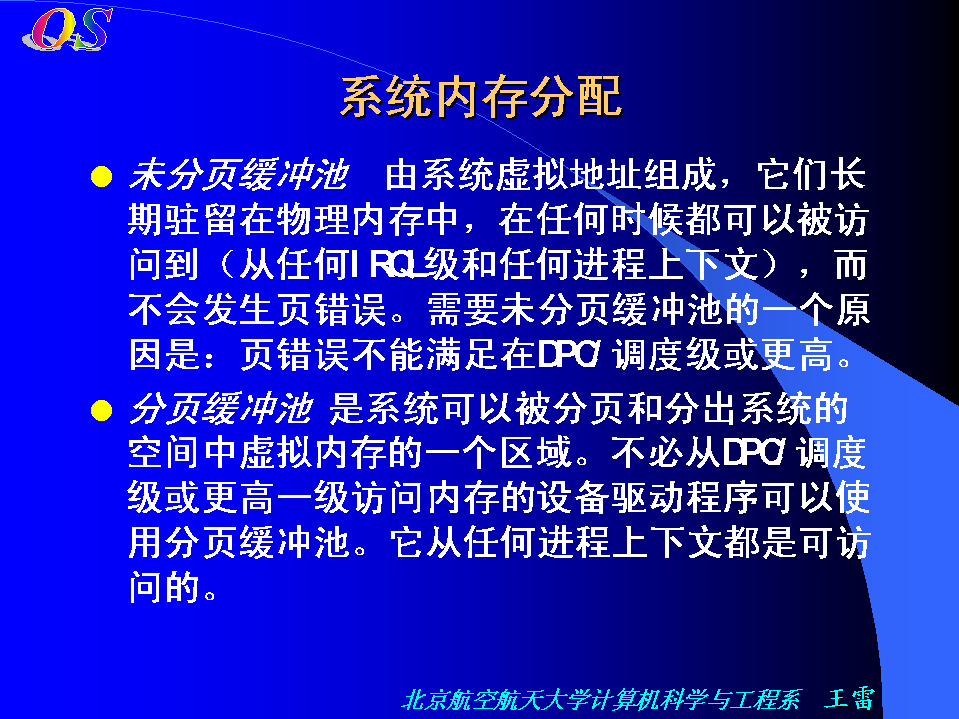 OS
系统内存分配
未分页缓冲池 由系统虚拟地址组成，它们长
期驻留在物理内存中，在任何时候都可以被访
问到（从任何IRQL级和任何进程上下文），而
不会发生页错误。需要未分页缓冲池的一个原
因是：页错误不能满足在DPC/调度级或更高。
分页缓冲池 是系统可以被分页和分出系统的
空间中虚拟内存的一个区域。不必从DPC/调度
级或更高一级访问内存的设备驱动程序可以使
用分页缓冲池。它从任何进程上下文都是可访
问的。
北京航空航天大学计算机科学与工程系 王雷